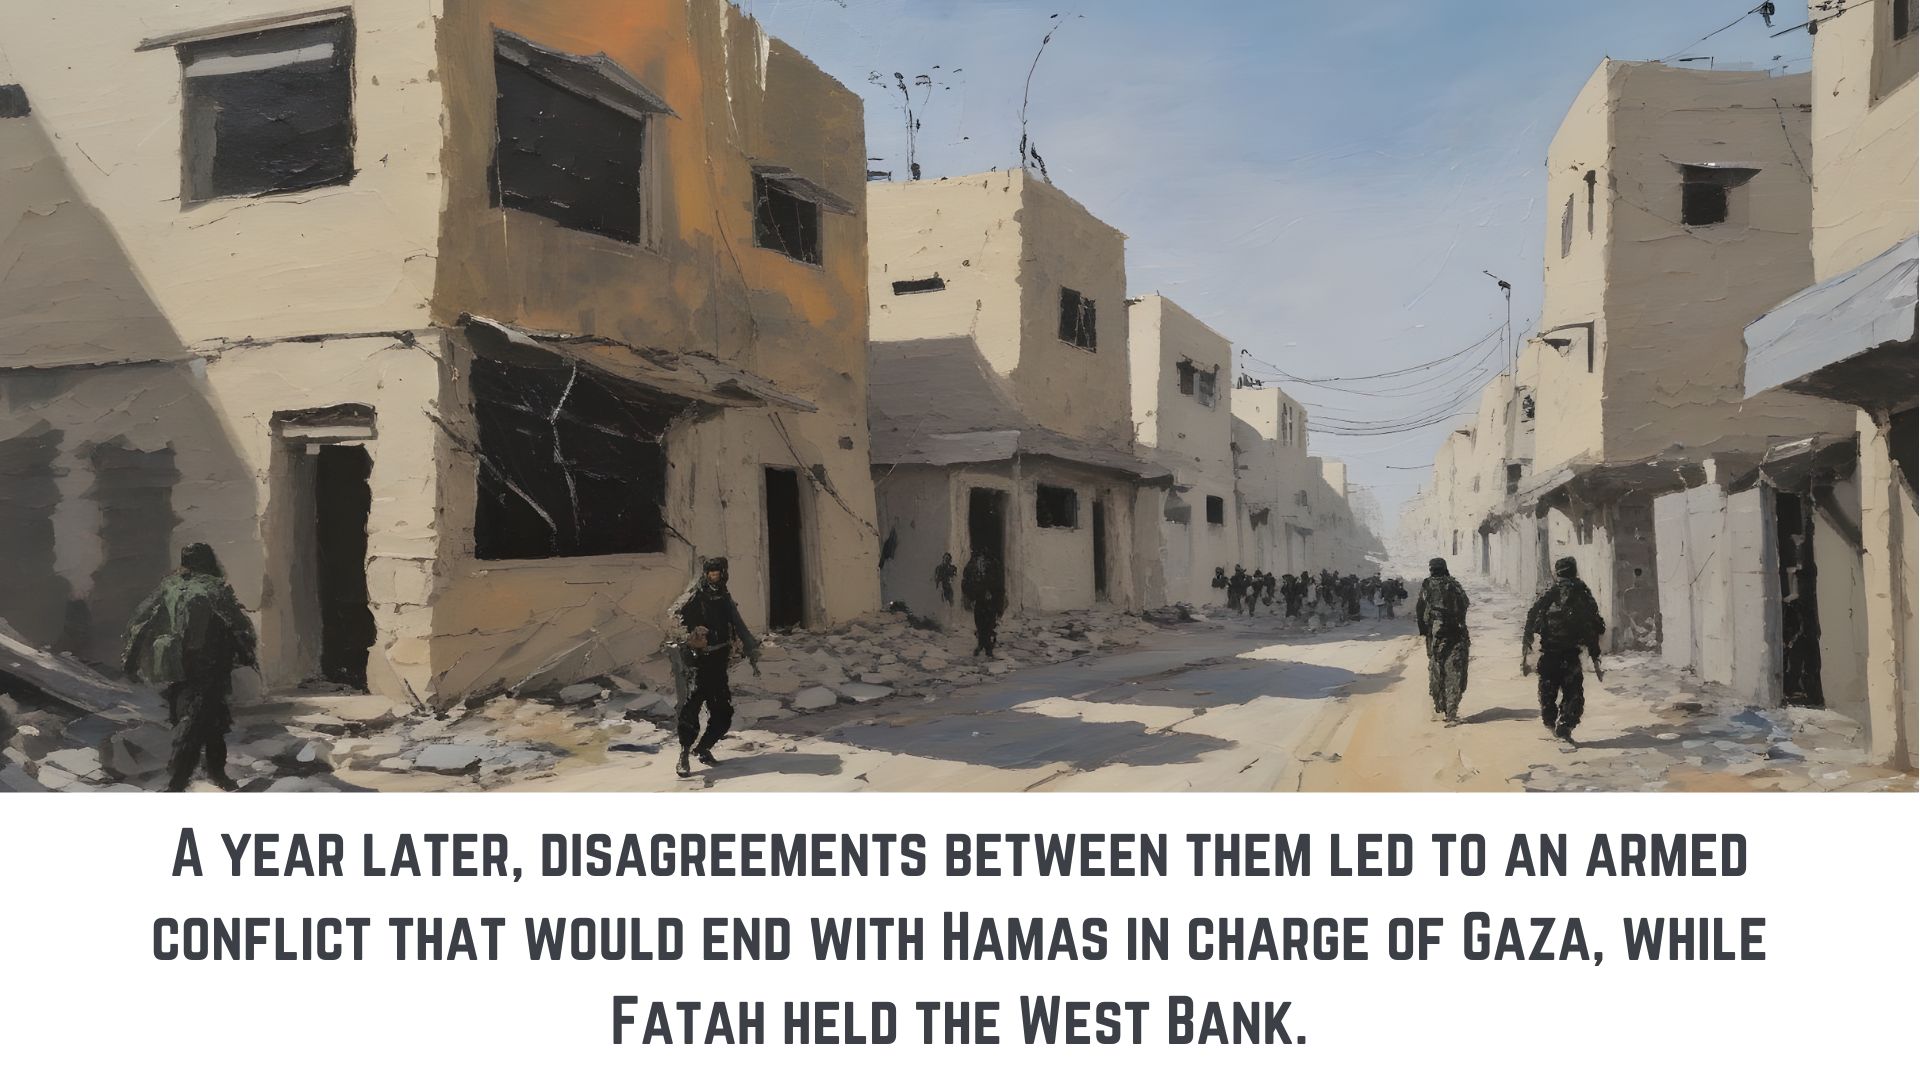 A year later, disagreements between them led to an armed
conflict that would end with Hamas in charge of Gaza, while
Fatah held the West Bank.